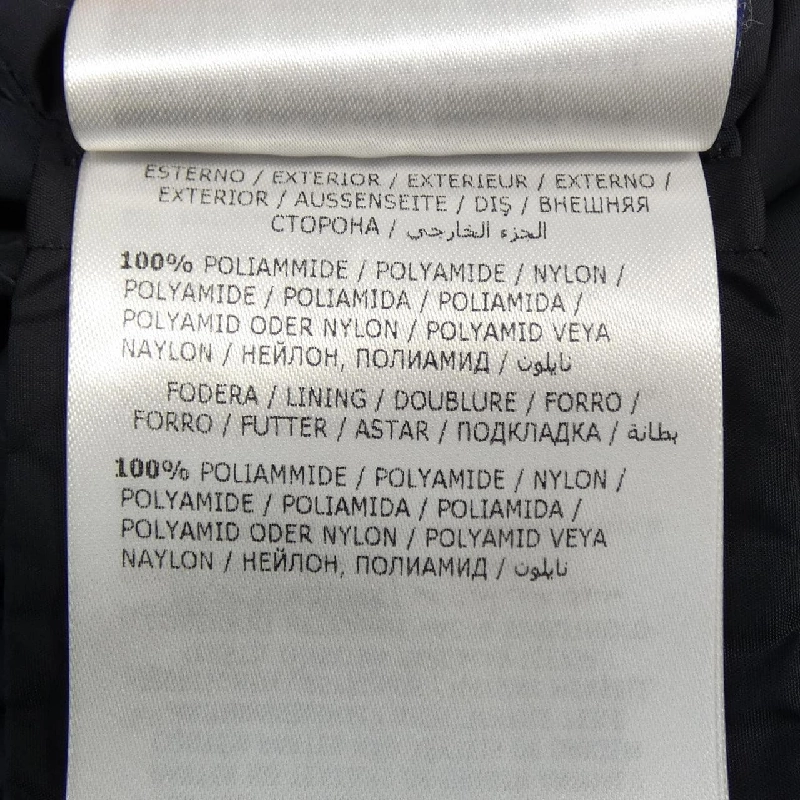 ESTERNO / EXTERIOR / EXTERIEUR / EXTERNO /
EXTERIOR / AUSSENSEITE / DIŞ / ВНЕШНЯЯ
СТОРОНА / الجزء الخارجي
100% POLIAMMIDE / POLYAMIDE / NYLON /
POLYAMIDE / POLIAMIDA / POLIAMIDA /
POLYAMID ODER NYLON / POLYAMID VEYA
NAYLON / НЕЙЛОН, ПОЛИАМИД / نايلون
FODERA / LINING / DOUBLURE / FORRO /
FORRO / FUTTER / ASTAR / ПОДКЛАДКА / بطانة
100% POLIAMMIDE / POLYAMIDE / NYLON /
POLYAMIDE / POLIAMIDA / POLIAMIDA /
POLYAMID ODER NYLON / POLYAMID VEYA
NAYLON / НЕЙЛОН, ПОЛИАМИД / نايلون